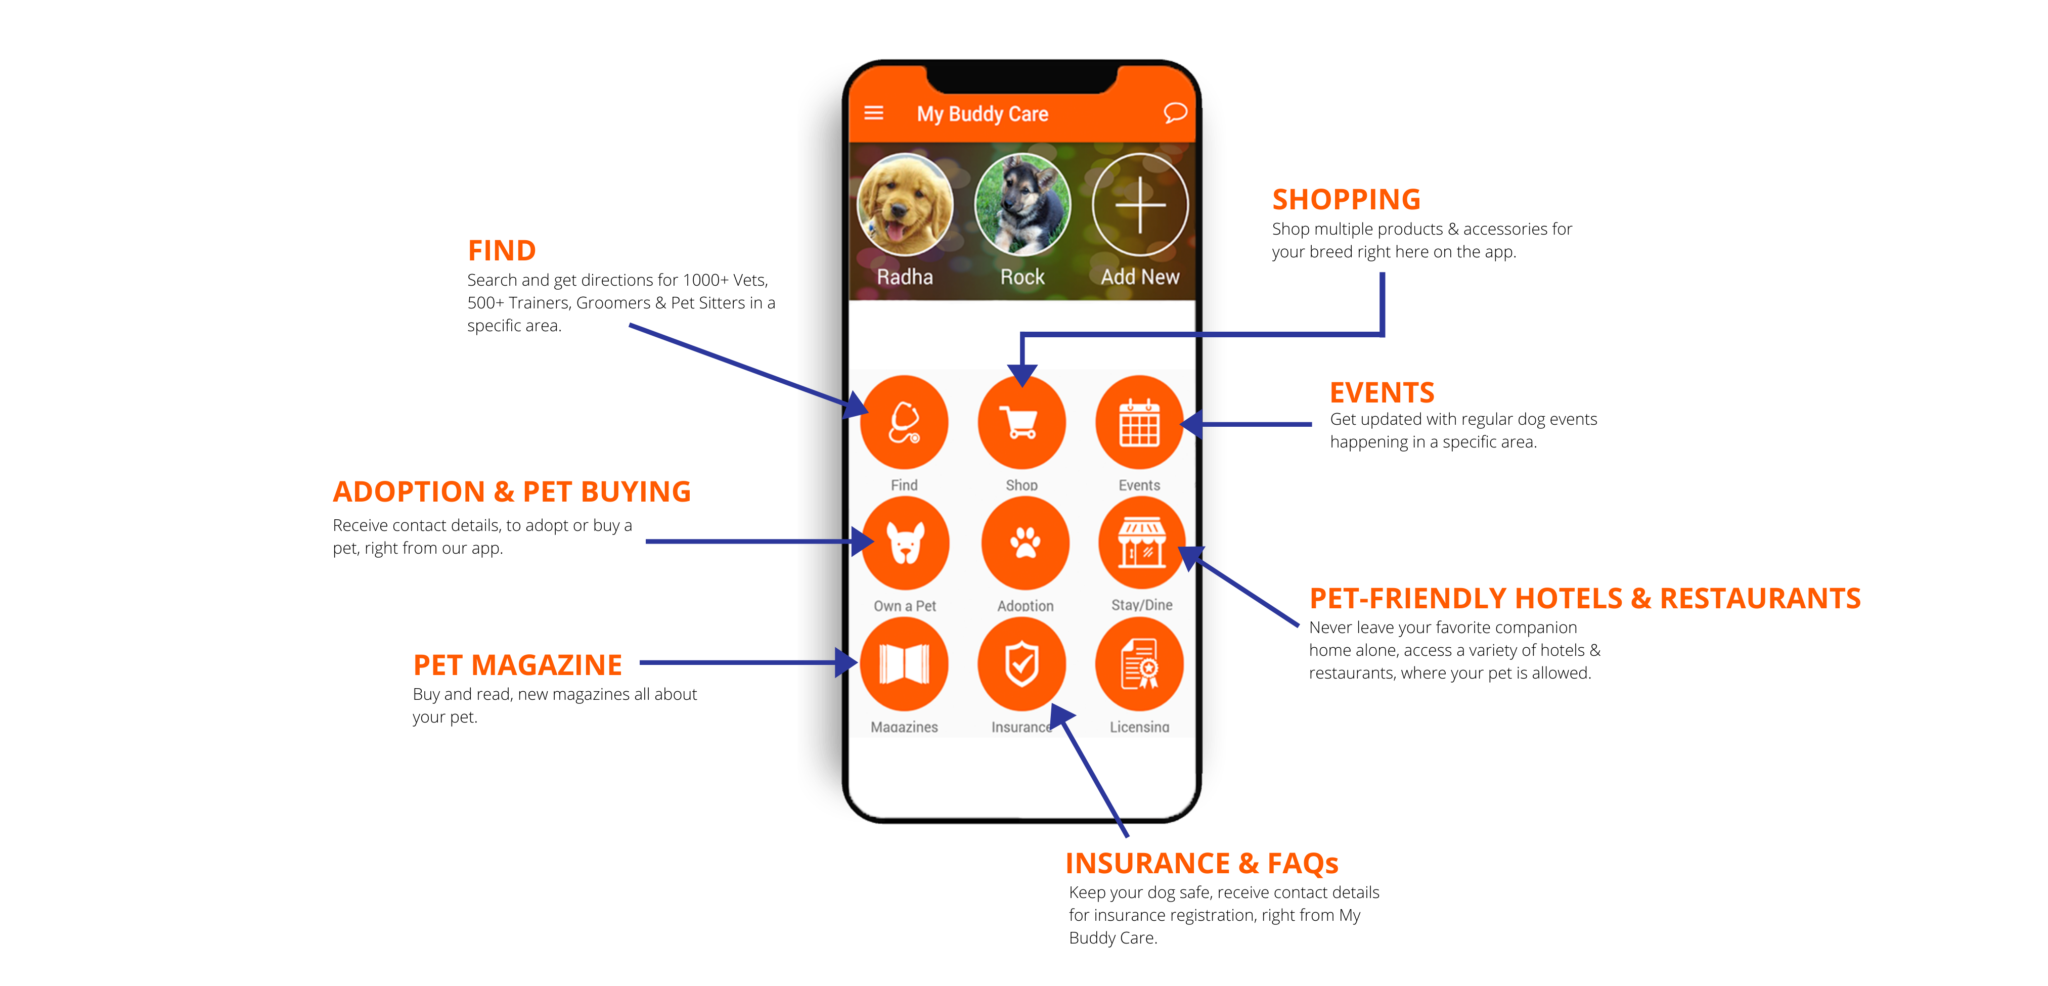 My Buddy Care
Radha
Rock
Add New
FIND
Search and get directions for 1000+ Vets,
500+ Trainers, Groomers & Pet Sitters in a
specific area.
SHOPPING
Shop multiple products & accessories for
your breed right here on the app.
EVENTS
Get updated with regular dog events
happening in a specific area.
Find
Shop
Events
ADOPTION & PET BUYING
Receive contact details, to adopt or buy a
pet, right from our app.
Own a Pet
Adoption
Stay/Dine
PET-FRIENDLY HOTELS & RESTAURANTS
Never leave your favorite companion
home alone, access a variety of hotels &
restaurants, where your pet is allowed.
PET MAGAZINE
Buy and read, new magazines all about
your pet.
Magazines
Insurance
Licensing
INSURANCE & FAQs
Keep your dog safe, receive contact details
for insurance registration, right from My
Buddy Care.